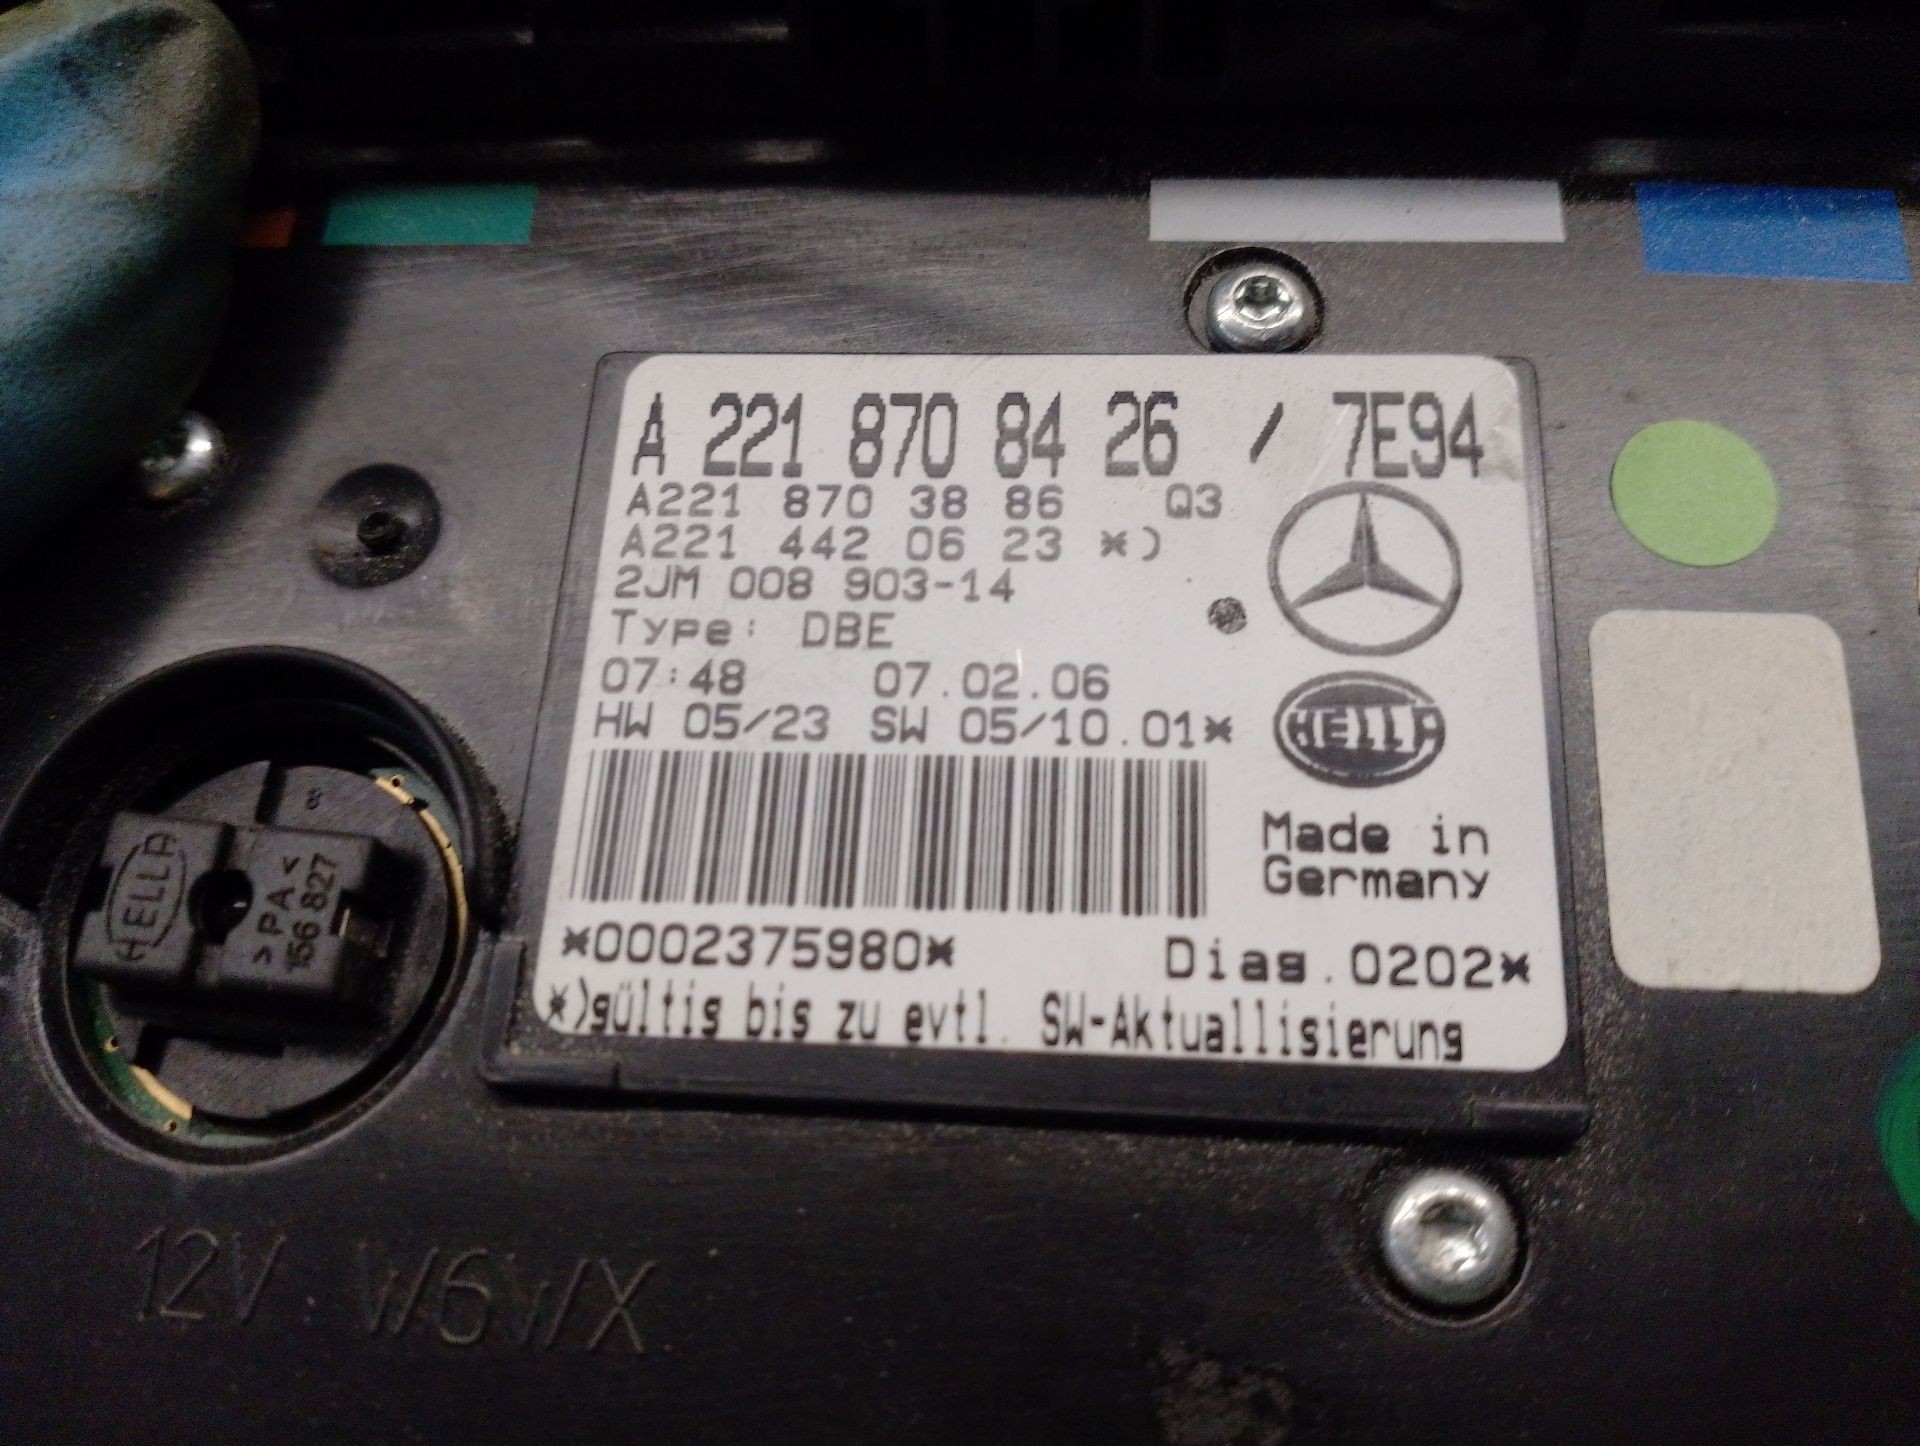 A 221 870 84 26 / 7E94
A221 870 38 86 Q3
A221 442 06 23 *)
2JM 008 903-14
Type: DBE
07:48 07.02.06
HW 05/23 SW 05/10.01*
HELLA
Made in
Germany
*0002375980* Diag.0202*
*)gültig bis zu evtl. SW-Aktuallisierung
8
HELLA
>PA<
156 827
12V W6WX